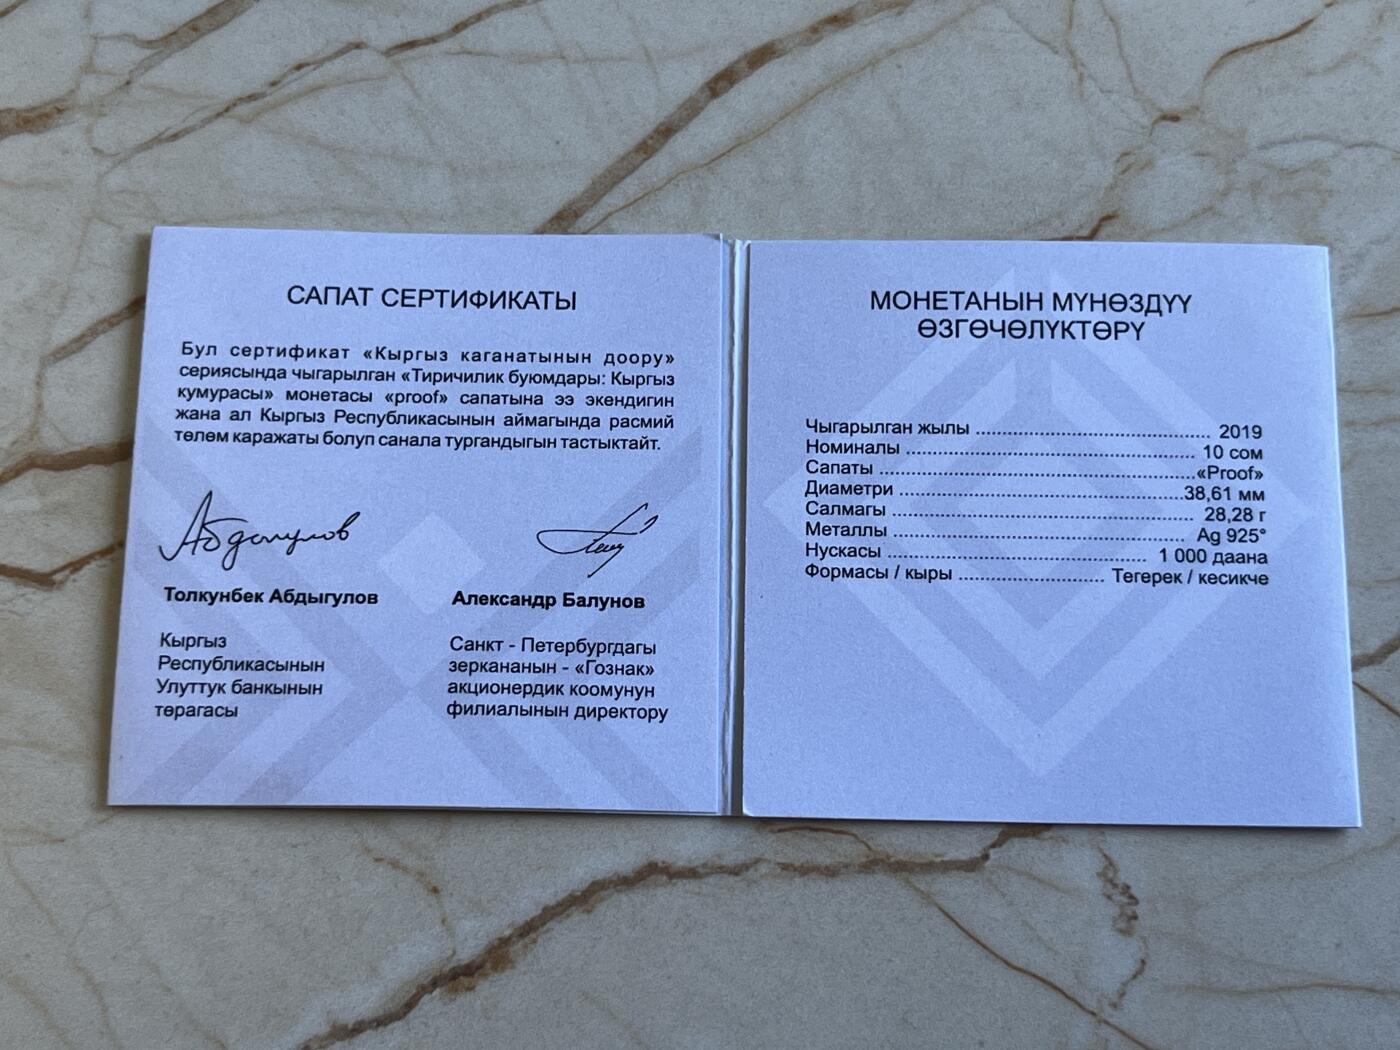 САПАТ СЕРТИФИКАТЫ
Бул сертификат «Кыргыз каганатынын доору»
сериясында чыгарылган «Тиричилик буюмдары: Кыргыз
кумурасы» монетасы «proof» сапатына ээ экендигин
жана ал Кыргыз Республикасынын аймагында расмий
төлөм каражаты болуп санала тургандыгын тастыктайт.
Абдыгулов
Толкунбек Абдыгулов
Кыргыз
Республикасынын
Улуттук банкынын
төрагасы
Александр Балунов
Санкт - Петербургдагы
зеркананын - «Гознак»
акционердик коомунун
филиалынын директору
МОНЕТАНЫН МҮНӨЗДҮҮ
ӨЗГӨЧӨЛҮКТӨРҮ
Чыгарылган жылы ........................................ 2019
Номиналы ................................................. 10 сом
Сапаты .....................................................«Proof»
Диаметри ................................................38,61 мм
Салмагы .................................................... 28,28 г
Металлы ................................................... Ag 925°
Нускасы .............................................. 1 000 даана
Формасы / кыры ......................... Тегерек / кесикче